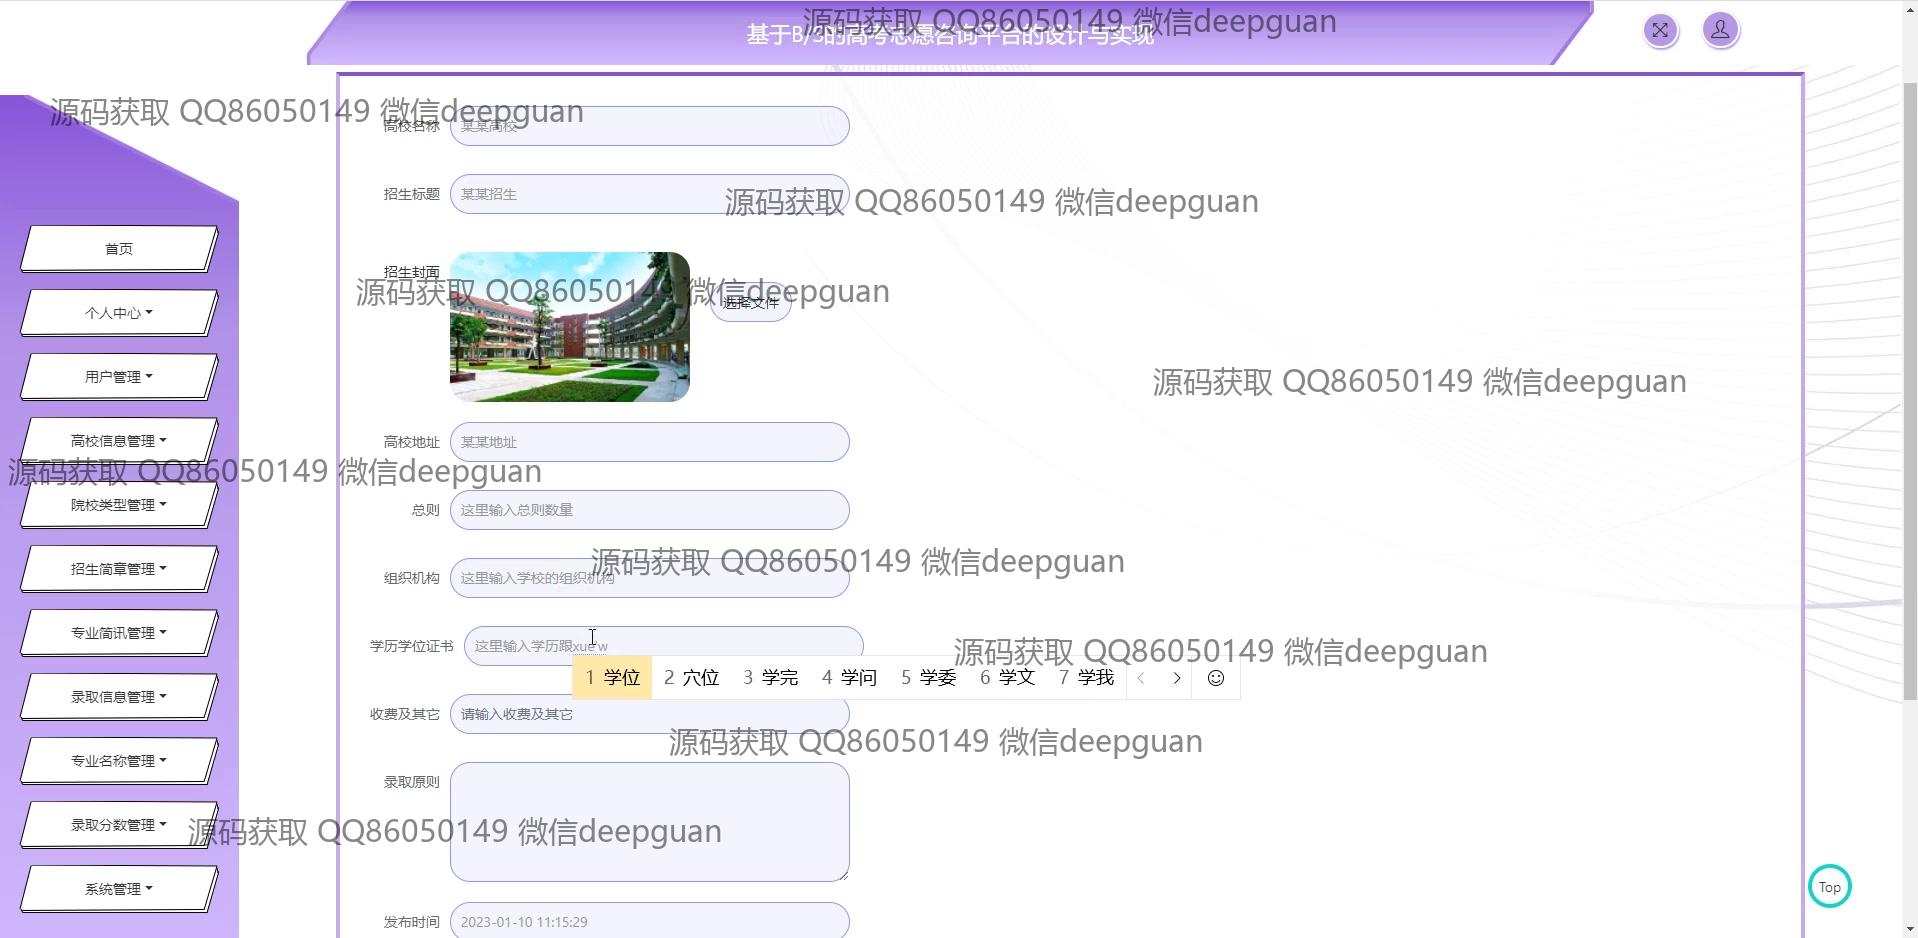 源码获取 QQ86050149 微信deepguan
基于B/S的高考志愿咨询平台的设计与实现
源码获取 QQ86050149 微信deepguan
高校名称
某某高校
招生标题
某某招生
源码获取 QQ86050149 微信deepguan
首页
招生封面
源码获取 QQ86050149 微信deepguan
选择文件
个人中心
用户管理
源码获取 QQ86050149 微信deepguan
高校信息管理
高校地址
某某地址
源码获取 QQ86050149 微信deepguan
院校类型管理
总则
这里输入总则数量
源码获取 QQ86050149 微信deepguan
招生简章管理
组织机构
这里输入学校的组织机构
专业简讯管理
学历学位证书
这里输入学历跟xue'w
源码获取 QQ86050149 微信deepguan
1 学位 2 穴位 3 学完 4 学问 5 学委 6 学文 7 学我
录取信息管理
收费及其它
请输入收费及其它
源码获取 QQ86050149 微信deepguan
专业名称管理
录取原则
录取分数管理
源码获取 QQ86050149 微信deepguan
系统管理
Top
发布时间
2023-01-10 11:15:29